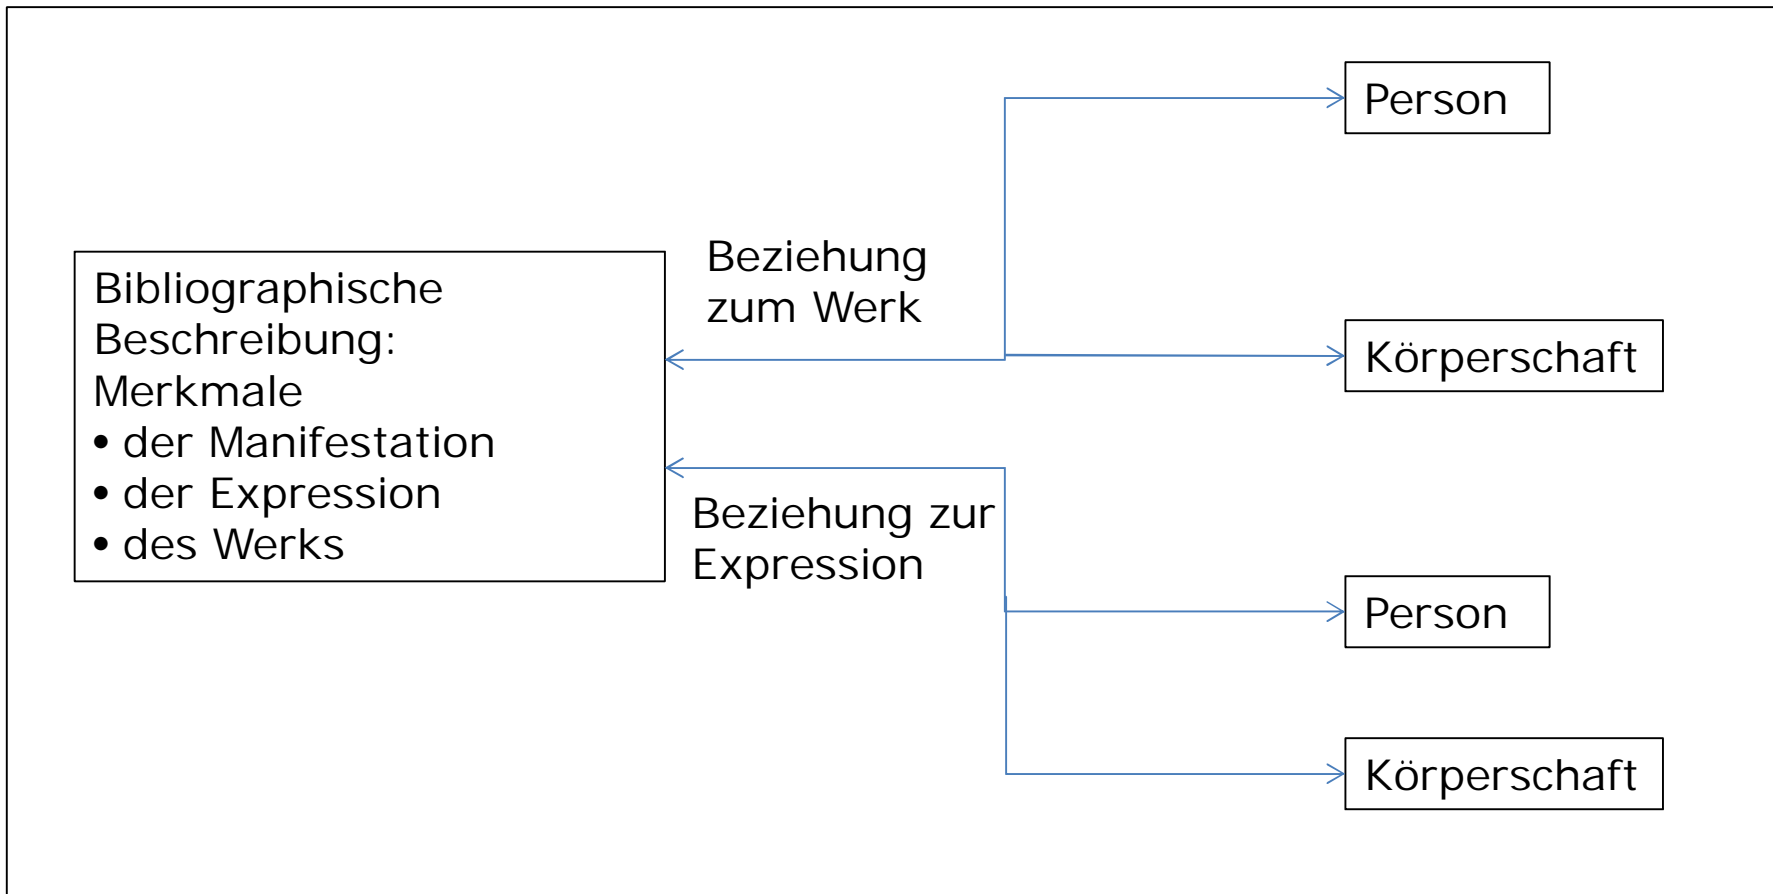 Bibliographische
Beschreibung:
Merkmale
• der Manifestation
• der Expression
• des Werks
Beziehung
zum Werk
Beziehung zur
Expression
Person
Körperschaft
Person
Körperschaft